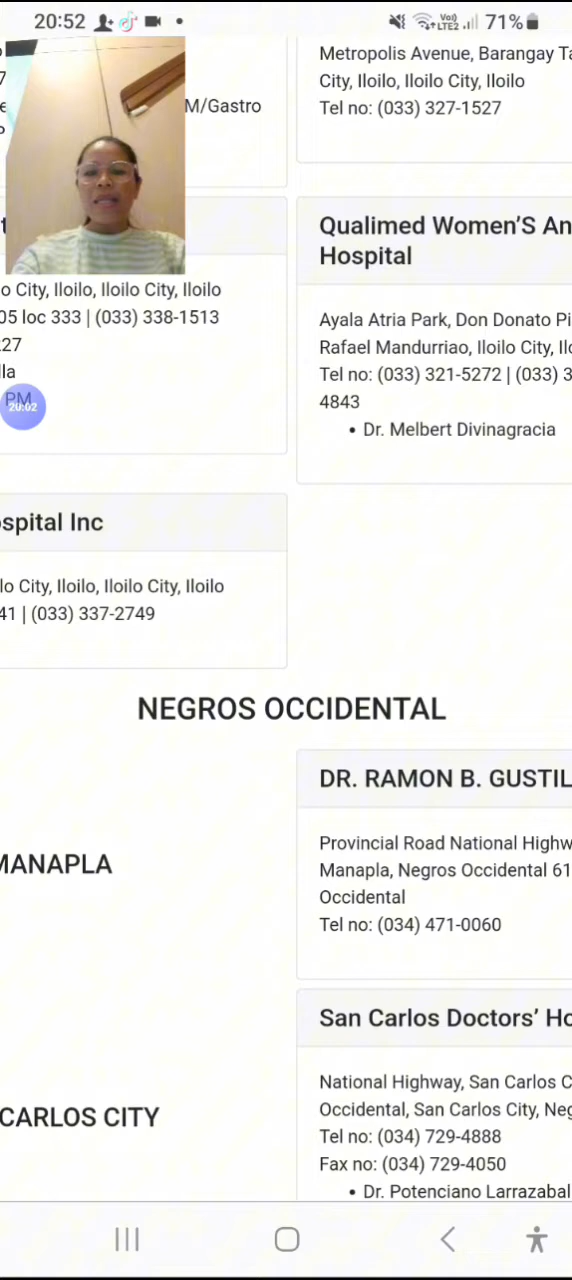 20:52
Vo))
LTE2
71%
M/Gastro
o City, Iloilo, Iloilo City, Iloilo
05 loc 333 | (033) 338-1513
27
lla
PM
20:02
spital Inc
lo City, Iloilo, Iloilo City, Iloilo
41 | (033) 337-2749
Metropolis Avenue, Barangay Ta
City, Iloilo, Iloilo City, Iloilo
Tel no: (033) 327-1527
Qualimed Women’S An
Hospital
Ayala Atria Park, Don Donato Pi
Rafael Mandurriao, Iloilo City, Ilo
Tel no: (033) 321-5272 | (033) 3
4843
• Dr. Melbert Divinagracia
NEGROS OCCIDENTAL
MANAPLA
DR. RAMON B. GUSTIL
Provincial Road National Highw
Manapla, Negros Occidental 61
Occidental
Tel no: (034) 471-0060
CARLOS CITY
San Carlos Doctors’ Ho
National Highway, San Carlos C
Occidental, San Carlos City, Neg
Tel no: (034) 729-4888
Fax no: (034) 729-4050
• Dr. Potenciano Larrazabal